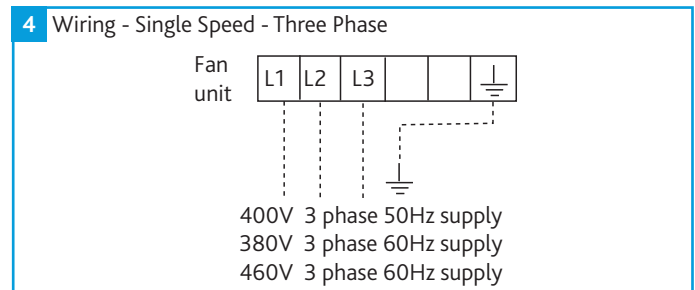 4 Wiring - Single Speed - Three Phase
Fan
unit
L1 L2 L3
400V 3 phase 50Hz supply
380V 3 phase 60Hz supply
460V 3 phase 60Hz supply